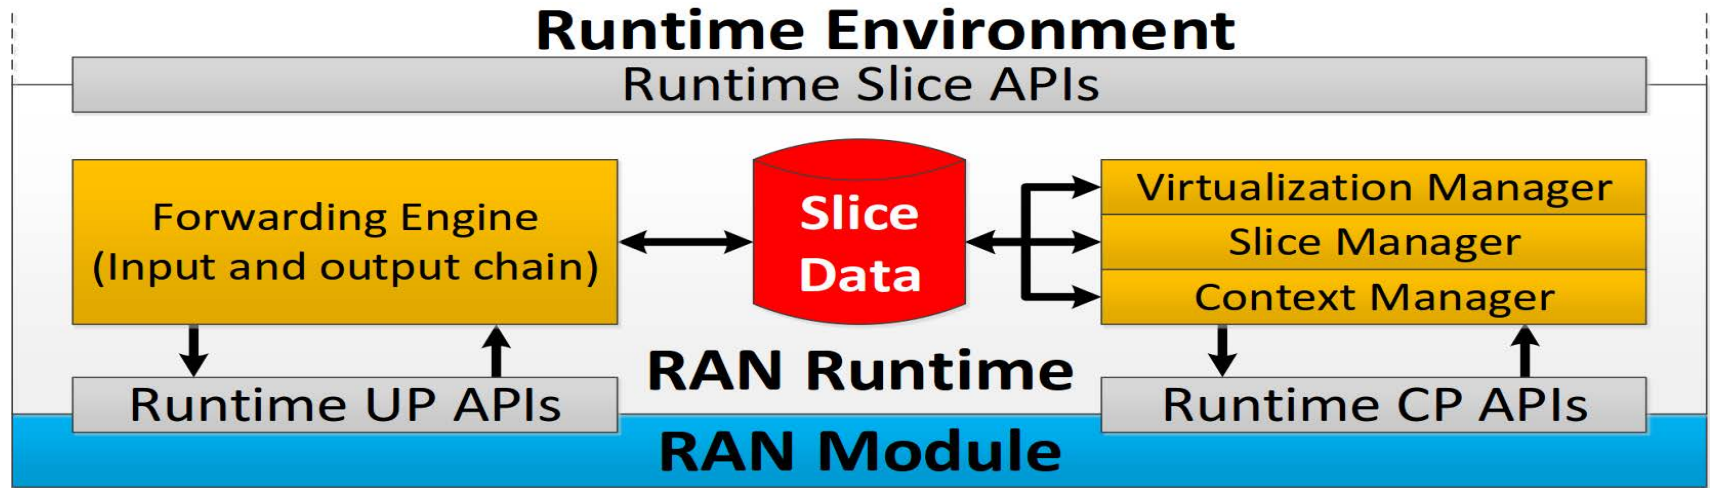 Runtime Environment
Runtime Slice APIs
Forwarding Engine
(Input and output chain)
Slice
Data
Virtualization Manager
Slice Manager
Context Manager
RAN Runtime
Runtime UP APIs
Runtime CP APIs
RAN Module